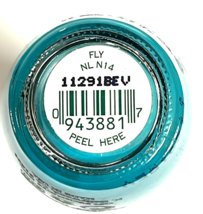 FLY
NL N14
11291BEV
0 943881 7
PEEL HERE